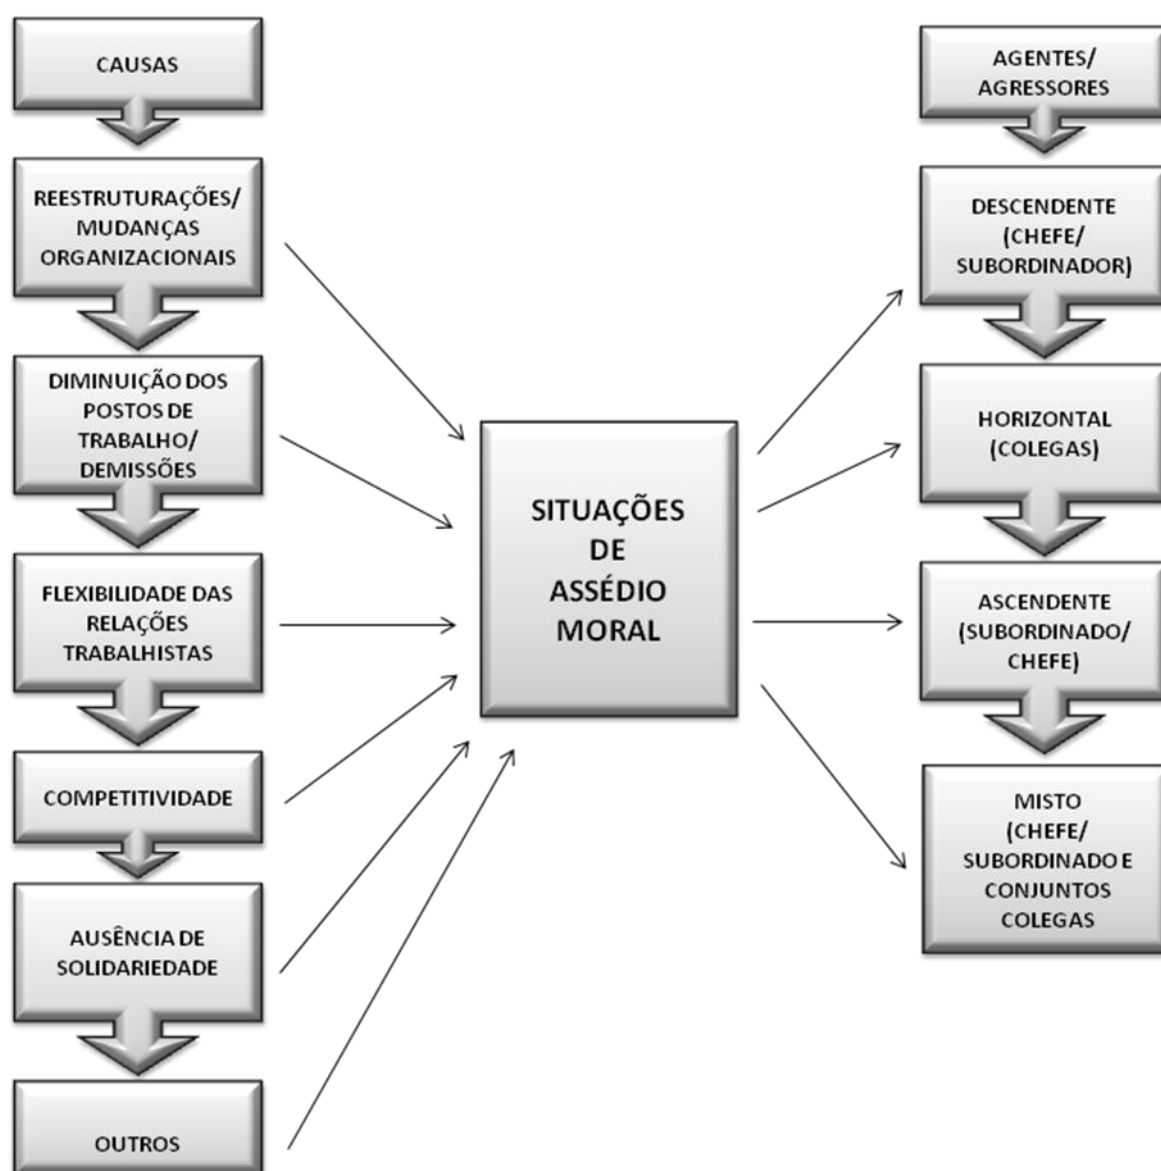 CAUSAS
REESTRUTURAÇÕES/
MUDANÇAS
ORGANIZACIONAIS
DIMINUIÇÃO DOS
POSTOS DE
TRABALHO/
DEMISSÕES
FLEXIBILIDADE DAS
RELAÇÕES
TRABALHISTAS
COMPETITIVIDADE
AUSÊNCIA DE
SOLIDARIEDADE
OUTROS
SITUAÇÕES
DE
ASSÉDIO
MORAL
AGENTES/
AGRESSORES
DESCENDENTE
(CHEFE/
SUBORDINADOR)
HORIZONTAL
(COLEGAS)
ASCENDENTE
(SUBORDINADO/
CHEFE)
MISTO
(CHEFE/
SUBORDINADO E
CONJUNTOS
COLEGAS